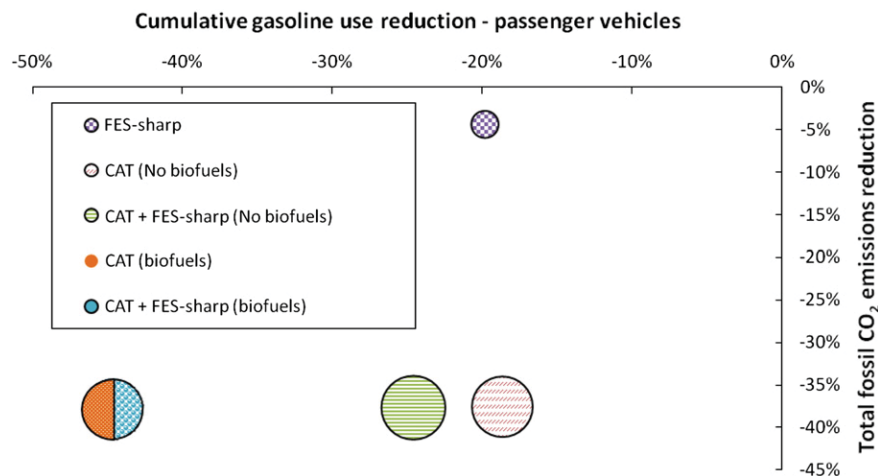 Cumulative gasoline use reduction - passenger vehicles
-50% -40% -30% -20% -10% 0%
0%
FES-sharp
-5%
-10%
CAT (No biofuels)
-15%
CAT + FES-sharp (No biofuels)
-20%
CAT (biofuels)
-25%
CAT + FES-sharp (biofuels)
-30%
-35%
-40%
-45%
Total fossil CO₂ emissions reduction